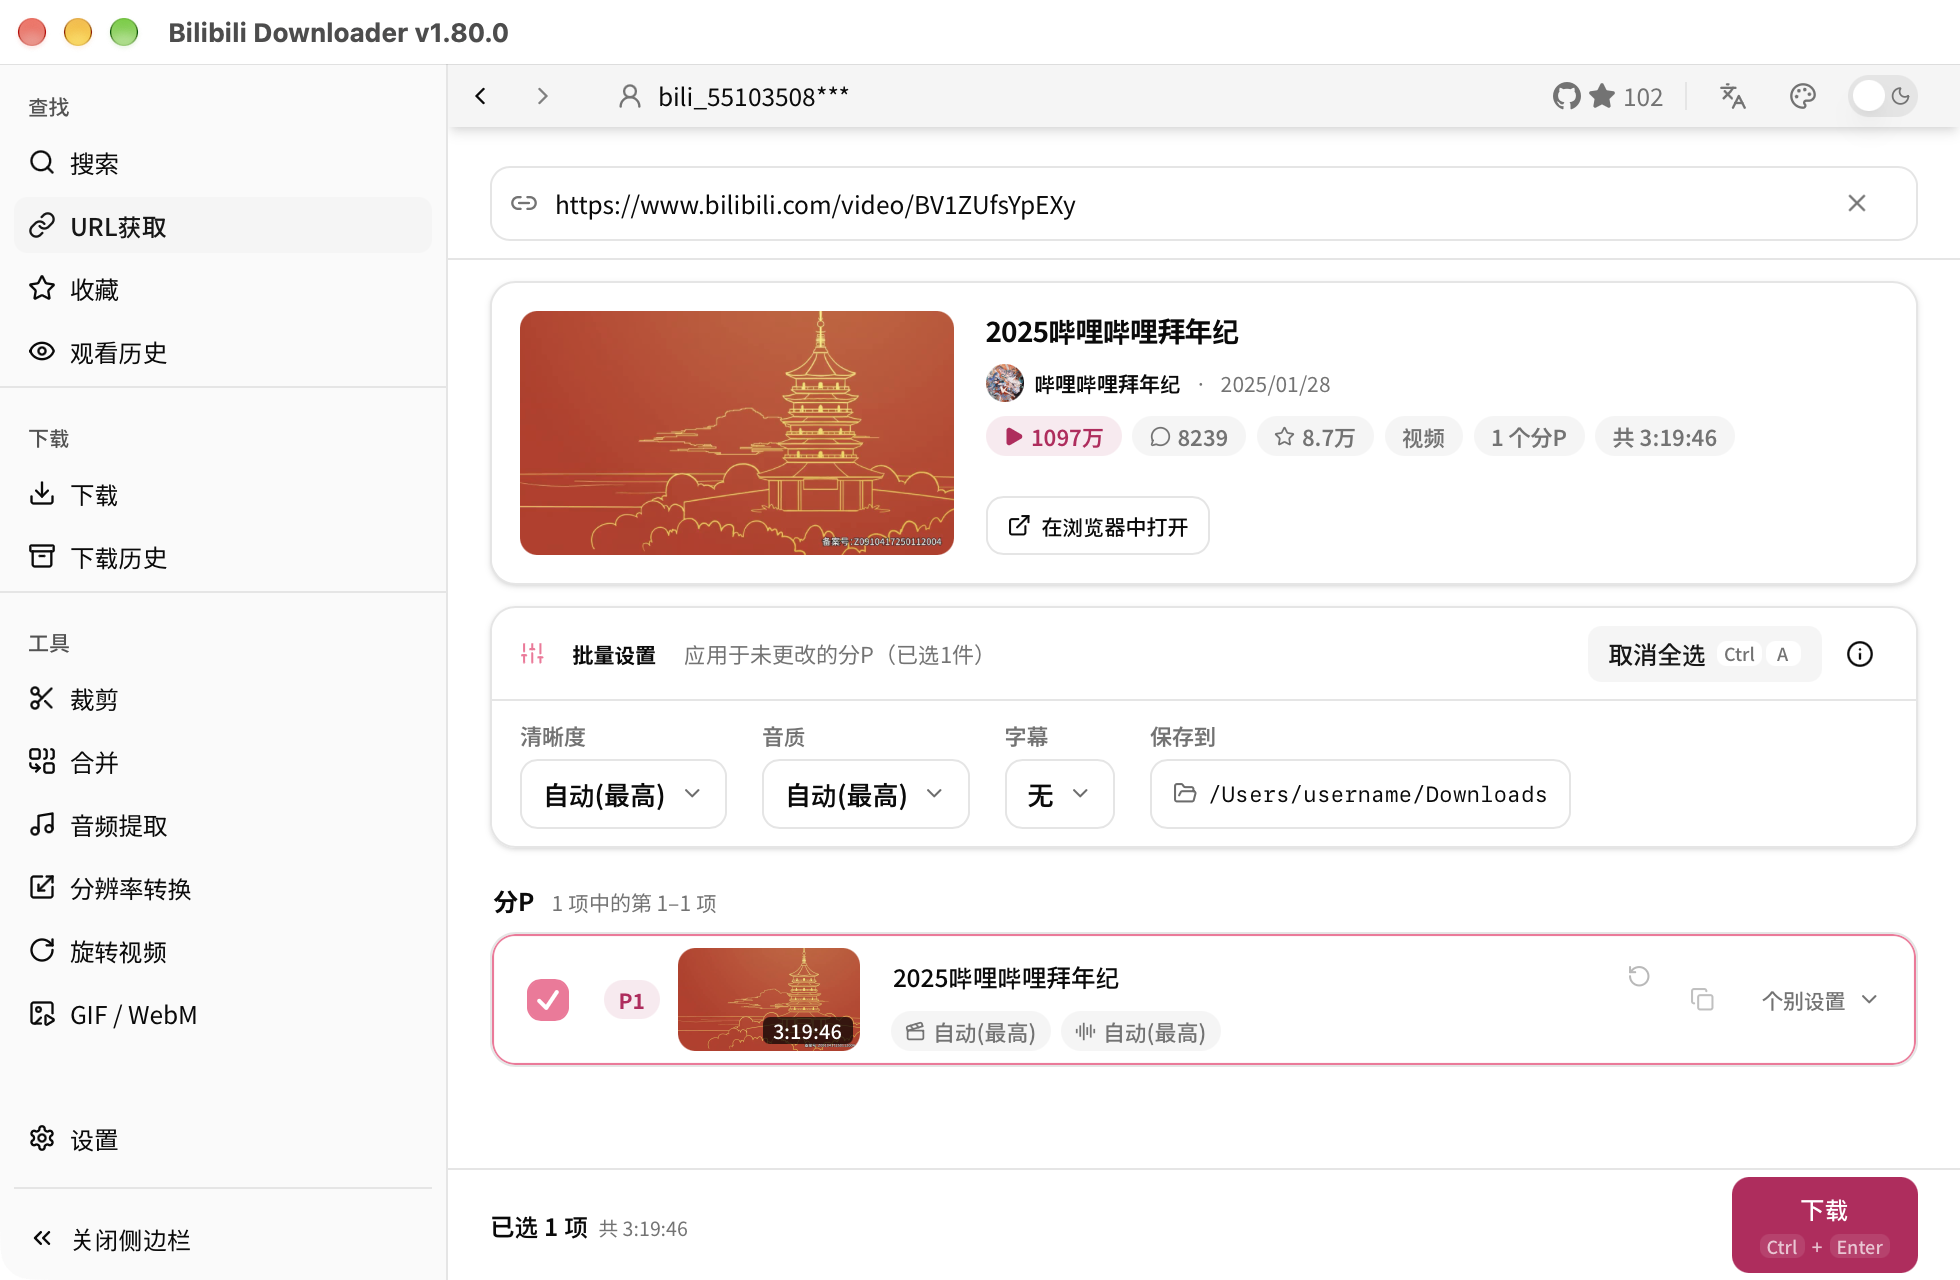 Bilibili Downloader v1.80.0
查找
搜索
URL获取
收藏
观看历史
下载
下载
下载历史
工具
裁剪
合并
音频提取
分辨率转换
旋转视频
GIF / WebM
设置
关闭侧边栏
bili_55103508***
102
https://www.bilibili.com/video/BV1ZUfsYpEXy
备案号:Z0910417250112004
2025哔哩哔哩拜年纪
哔哩哔哩拜年纪 · 2025/01/28
1097万 8239 8.7万 视频 1 个分P 共 3:19:46
在浏览器中打开
批量设置 应用于未更改的分P（已选1件） 取消全选 Ctrl A
清晰度 音质 字幕 保存到
自动(最高) 自动(最高) 无 /Users/username/Downloads
分P 1 项中的第 1–1 项
P1 3:19:46 2025哔哩哔哩拜年纪
自动(最高) 自动(最高)
个别设置
已选 1 项 共 3:19:46
下载
Ctrl + Enter